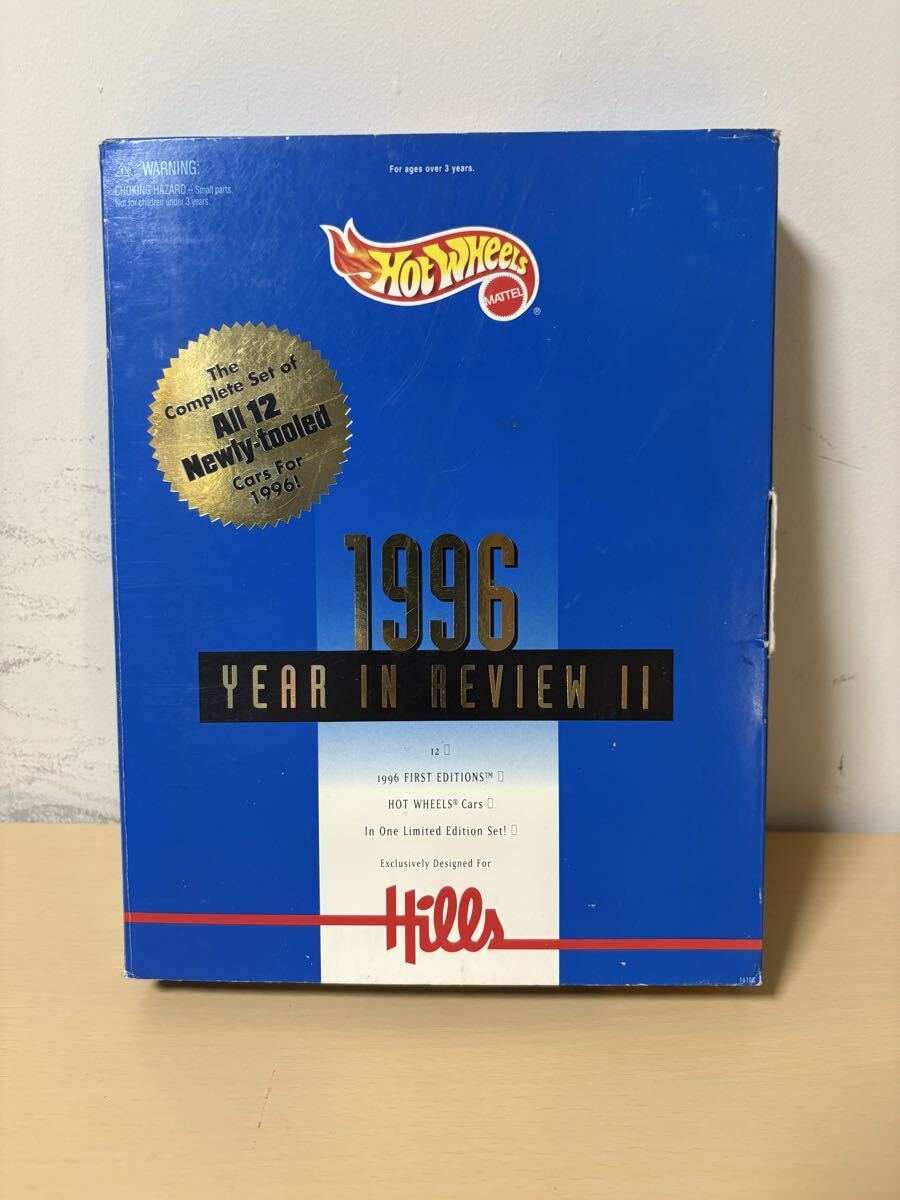 WARNING:
CHOKING HAZARD – Small parts.
Not for children under 3 years.
For ages over 3 years.
HOT WHEELS
MATTEL
®
The
Complete Set of
All 12
Newly-tooled
Cars For
1996!
1996
YEAR IN REVIEW II
12 
1996 FIRST EDITIONS™
HOT WHEELS® Cars
In One Limited Edition Set!
Exclusively Designed For
Hills